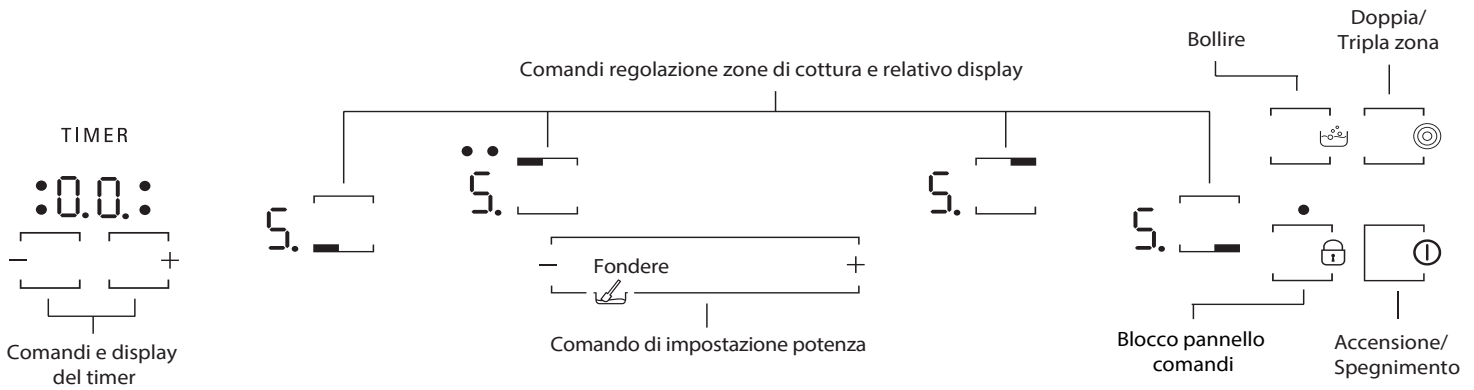 Doppia/
Tripla zona
Bollire
Comandi regolazione zone di cottura e relativo display
TIMER
0.0.
5.
5.
5.
5.
− +
− Fondere +
Comandi e display
del timer
Comando di impostazione potenza
Blocco pannello
comandi
Accensione/
Spegnimento